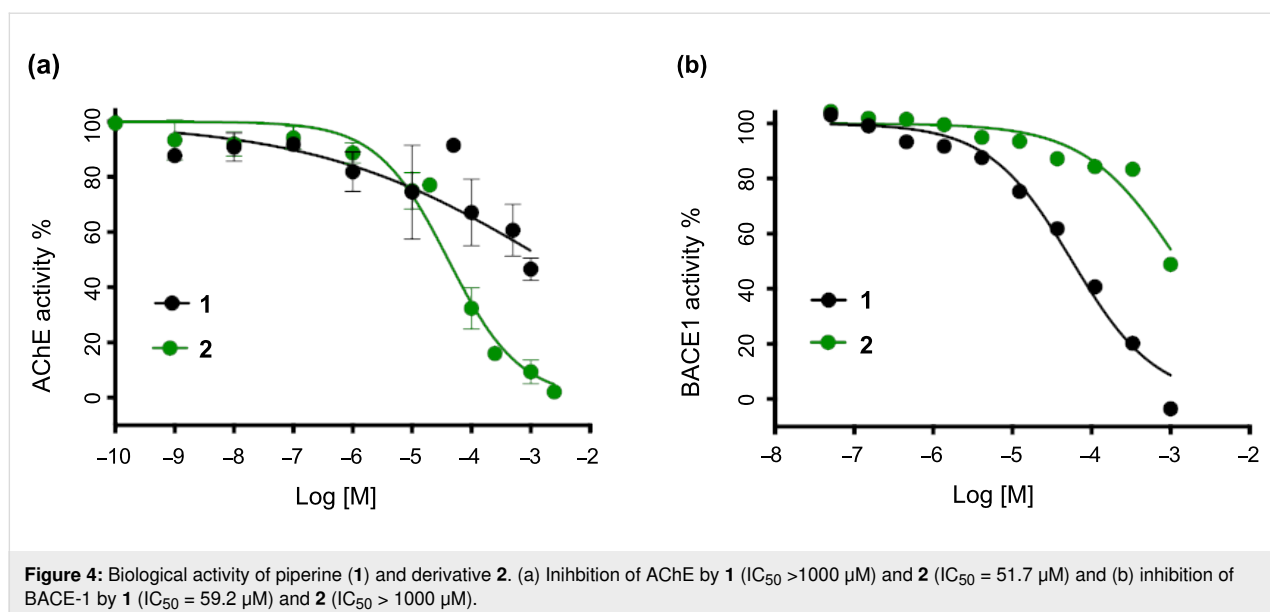 (a)
AChE activity %
100
80
60
40
20
0
1
2
–10 –9 –8 –7 –6 –5 –4 –3 –2
Log [M]
(b)
BACE1 activity %
100
80
60
40
20
0
1
2
–8 –7 –6 –5 –4 –3 –2
Log [M]
Figure 4: Biological activity of piperine (1) and derivative 2. (a) Inihbition of AChE by 1 (IC50 >1000 µM) and 2 (IC50 = 51.7 µM) and (b) inhibition of
BACE-1 by 1 (IC50 = 59.2 µM) and 2 (IC50 > 1000 µM).